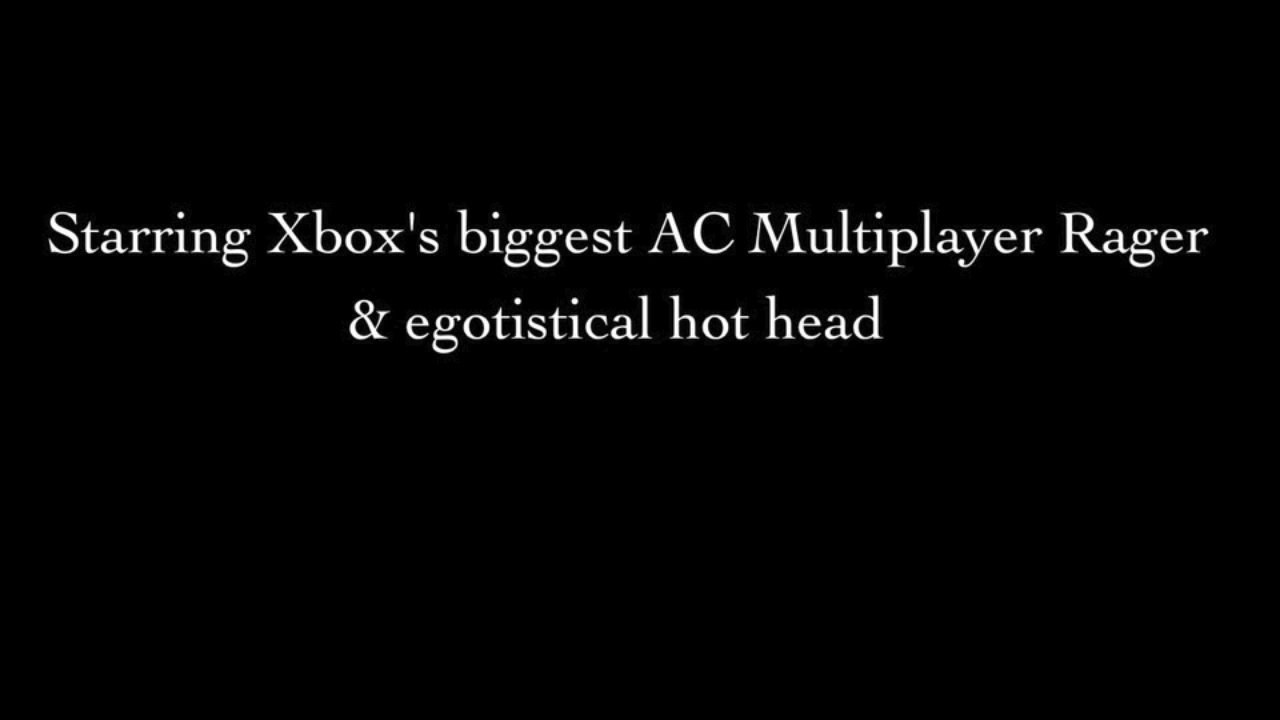 Starring Xbox's biggest AC Multiplayer Rager
& egotistical hot head